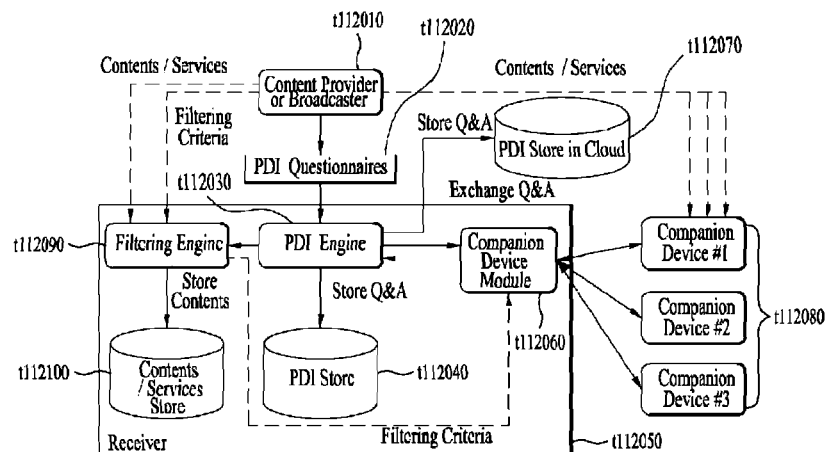 t112010
t112020
t112070
Contents / Services
Contents / Services
Content Provider
or Broadcaster
Filtering
Criteria
Store Q&A
PDI Store in Cloud
PDI Questionnaires
t112030
Exchange Q&A
t112090
Filtering Engine
PDI Engine
Companion
Device
Module
Companion
Device #1
Store
Contents
Store Q&A
Companion
Device #2
t112080
t112060
t112100
Contents
/ Services
Store
PDI Store
t112040
Companion
Device #3
Receiver
Filtering Criteria
t112050